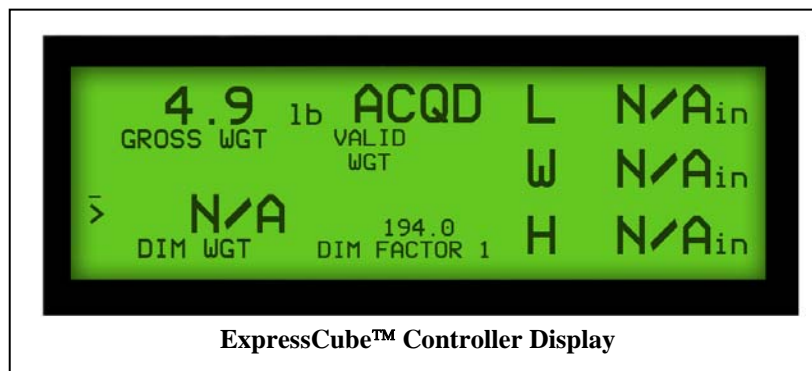 4.9 lb ACQD L N/Ain
GROSS WGT VALID
WGT
W N/Ain
> N/A 194.0 H N/Ain
DIM WGT DIM FACTOR 1
ExpressCube™ Controller Display